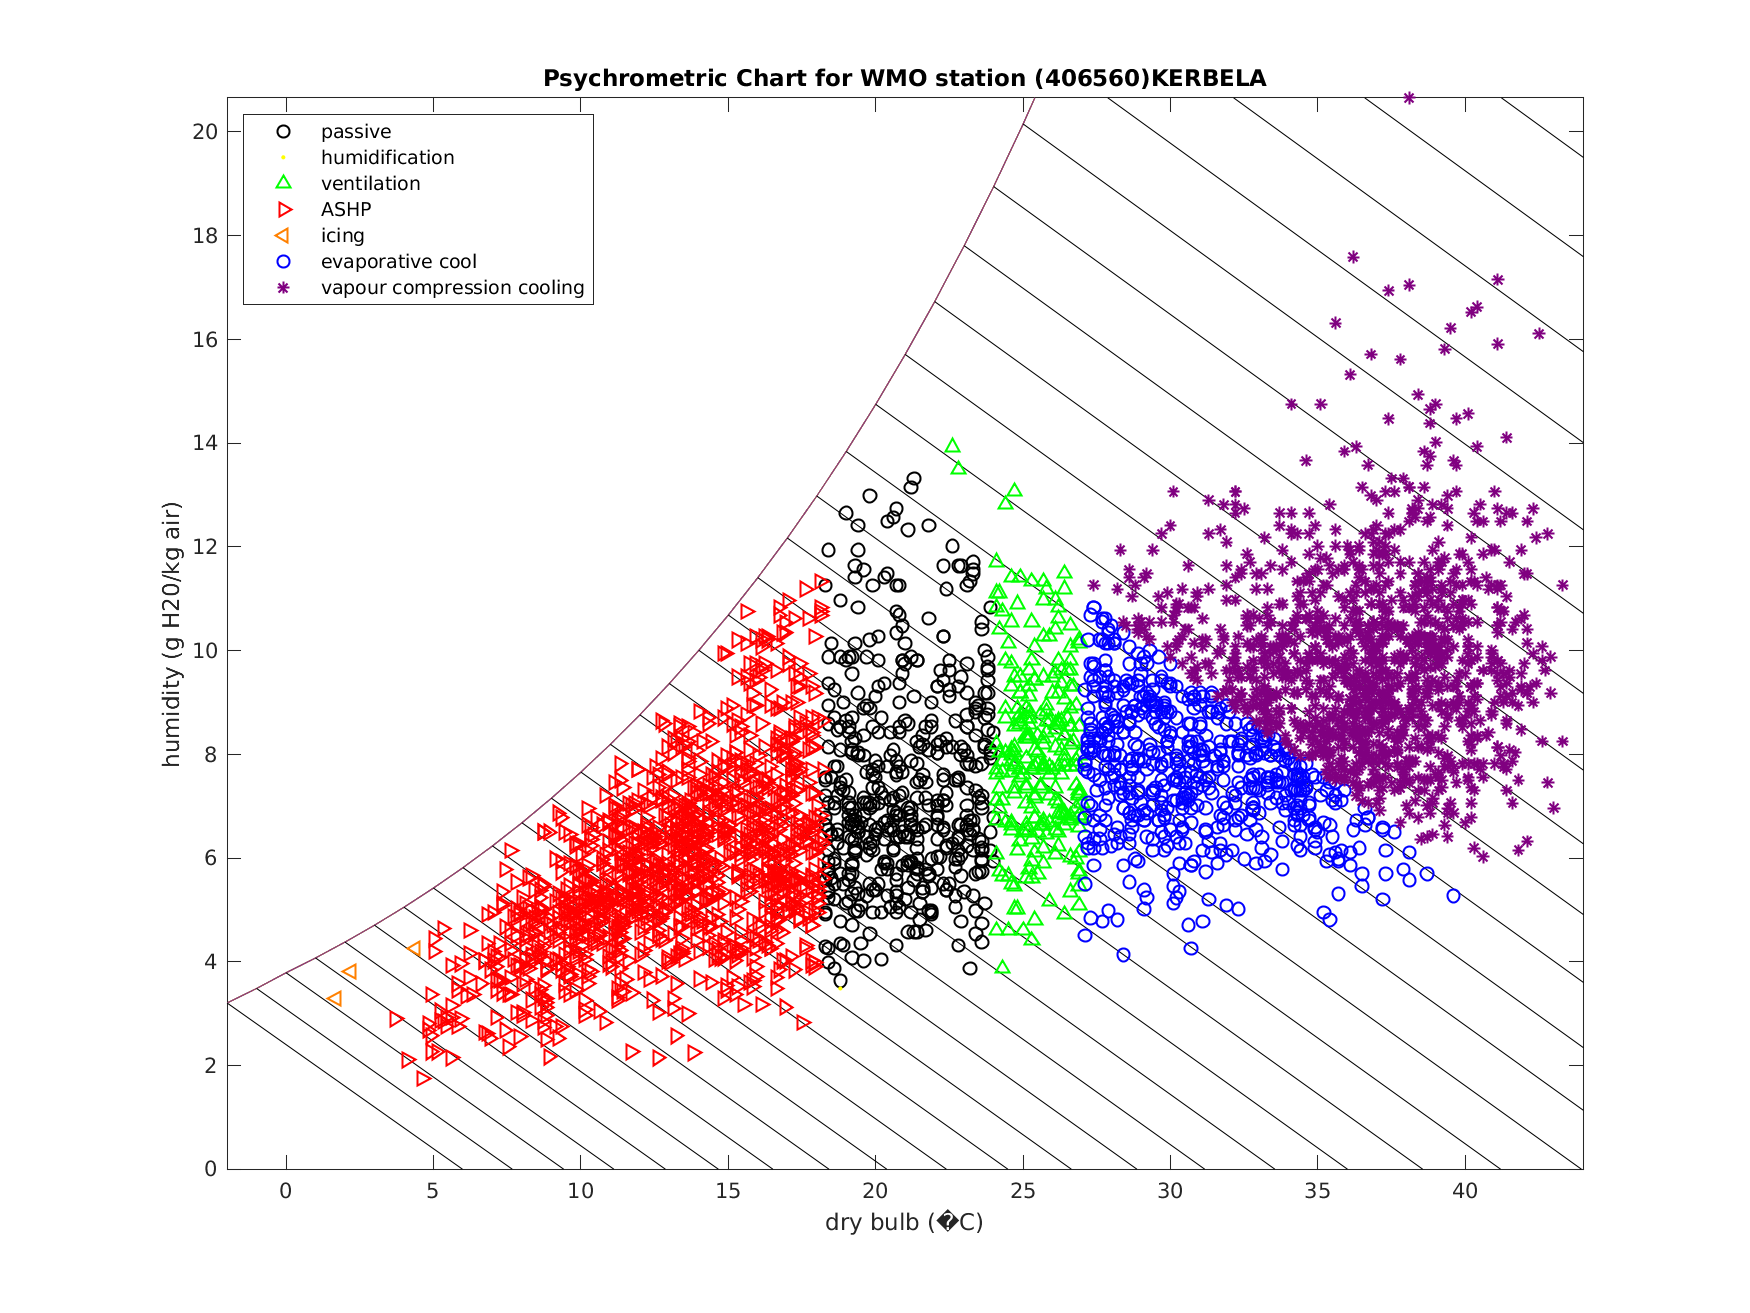 Psychrometric Chart for WMO station (406560)KERBELA
passive
humidification
ventilation
ASHP
icing
evaporative cool
vapour compression cooling
humidity (g H20/kg air)
20
18
16
14
12
10
8
6
4
2
0
0 5 10 15 20 25 30 35 40
dry bulb (�C)